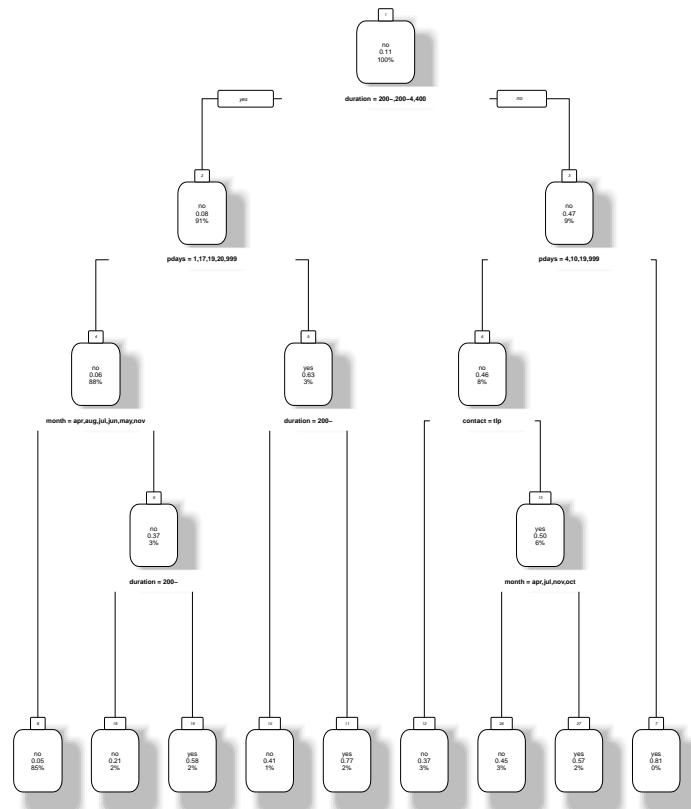 1
no
0.11
100%
yes
duration = 200−,200−4,400
no
2
no
0.08
91%
3
no
0.47
9%
pdays = 1,17,19,20,999
pdays = 4,10,19,999
4
no
0.06
88%
5
yes
0.63
3%
6
no
0.46
8%
month = apr,aug,jul,jun,may,nov
duration = 200−
contact = tlp
9
no
0.37
3%
13
yes
0.50
6%
duration = 200−
month = apr,jul,nov,oct
8
no
0.05
85%
18
no
0.21
2%
19
yes
0.58
2%
10
no
0.41
1%
11
yes
0.77
2%
12
no
0.37
3%
26
no
0.45
3%
27
yes
0.57
2%
7
yes
0.81
0%